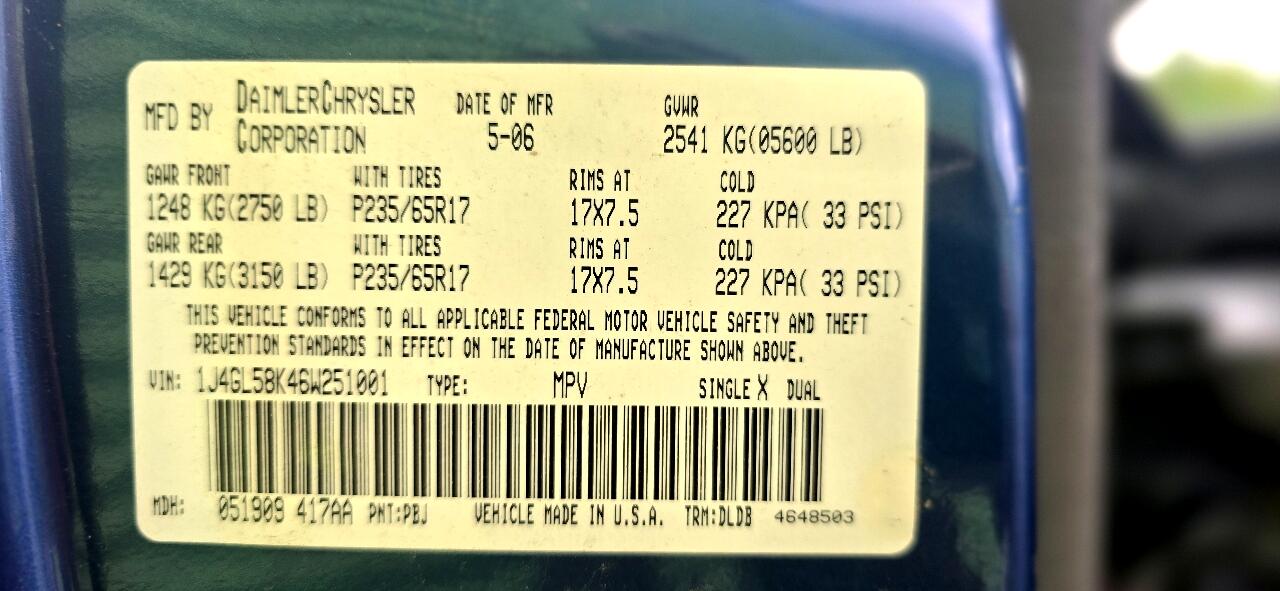 MFD BY DAIMLERCHRYSLER CORPORATION DATE OF MFR 5-06 GVWR 2541 KG(05600 LB)
GAWR FRONT WITH TIRES RIMS AT COLD
1248 KG(2750 LB) P235/65R17 17X7.5 227 KPA( 33 PSI)
GAWR REAR WITH TIRES RIMS AT COLD
1429 KG(3150 LB) P235/65R17 17X7.5 227 KPA( 33 PSI)
THIS VEHICLE CONFORMS TO ALL APPLICABLE FEDERAL MOTOR VEHICLE SAFETY AND THEFT
PREVENTION STANDARDS IN EFFECT ON THE DATE OF MANUFACTURE SHOWN ABOVE.
VIN: 1J4GL58K46W251001 TYPE: MPV SINGLE X DUAL
MDH: 051909 417AA PNT:PBJ VEHICLE MADE IN U.S.A. TRM:DLDB 4648503